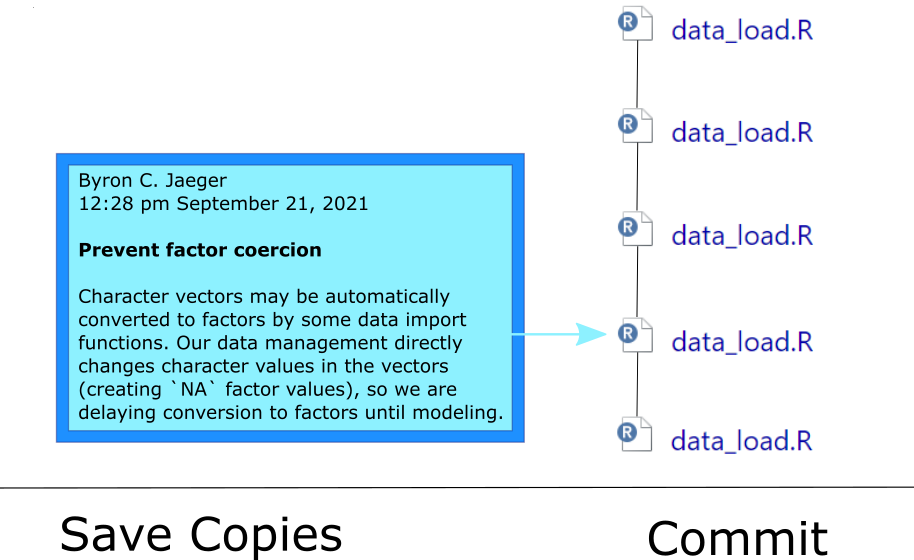 R data_load.R
R data_load.R
Byron C. Jaeger
12:28 pm September 21, 2021
Prevent factor coercion
Character vectors may be automatically
converted to factors by some data import
functions. Our data management directly
changes character values in the vectors
(creating `NA` factor values), so we are
delaying conversion to factors until modeling.
R data_load.R
R data_load.R
R data_load.R
Save Copies
Commit